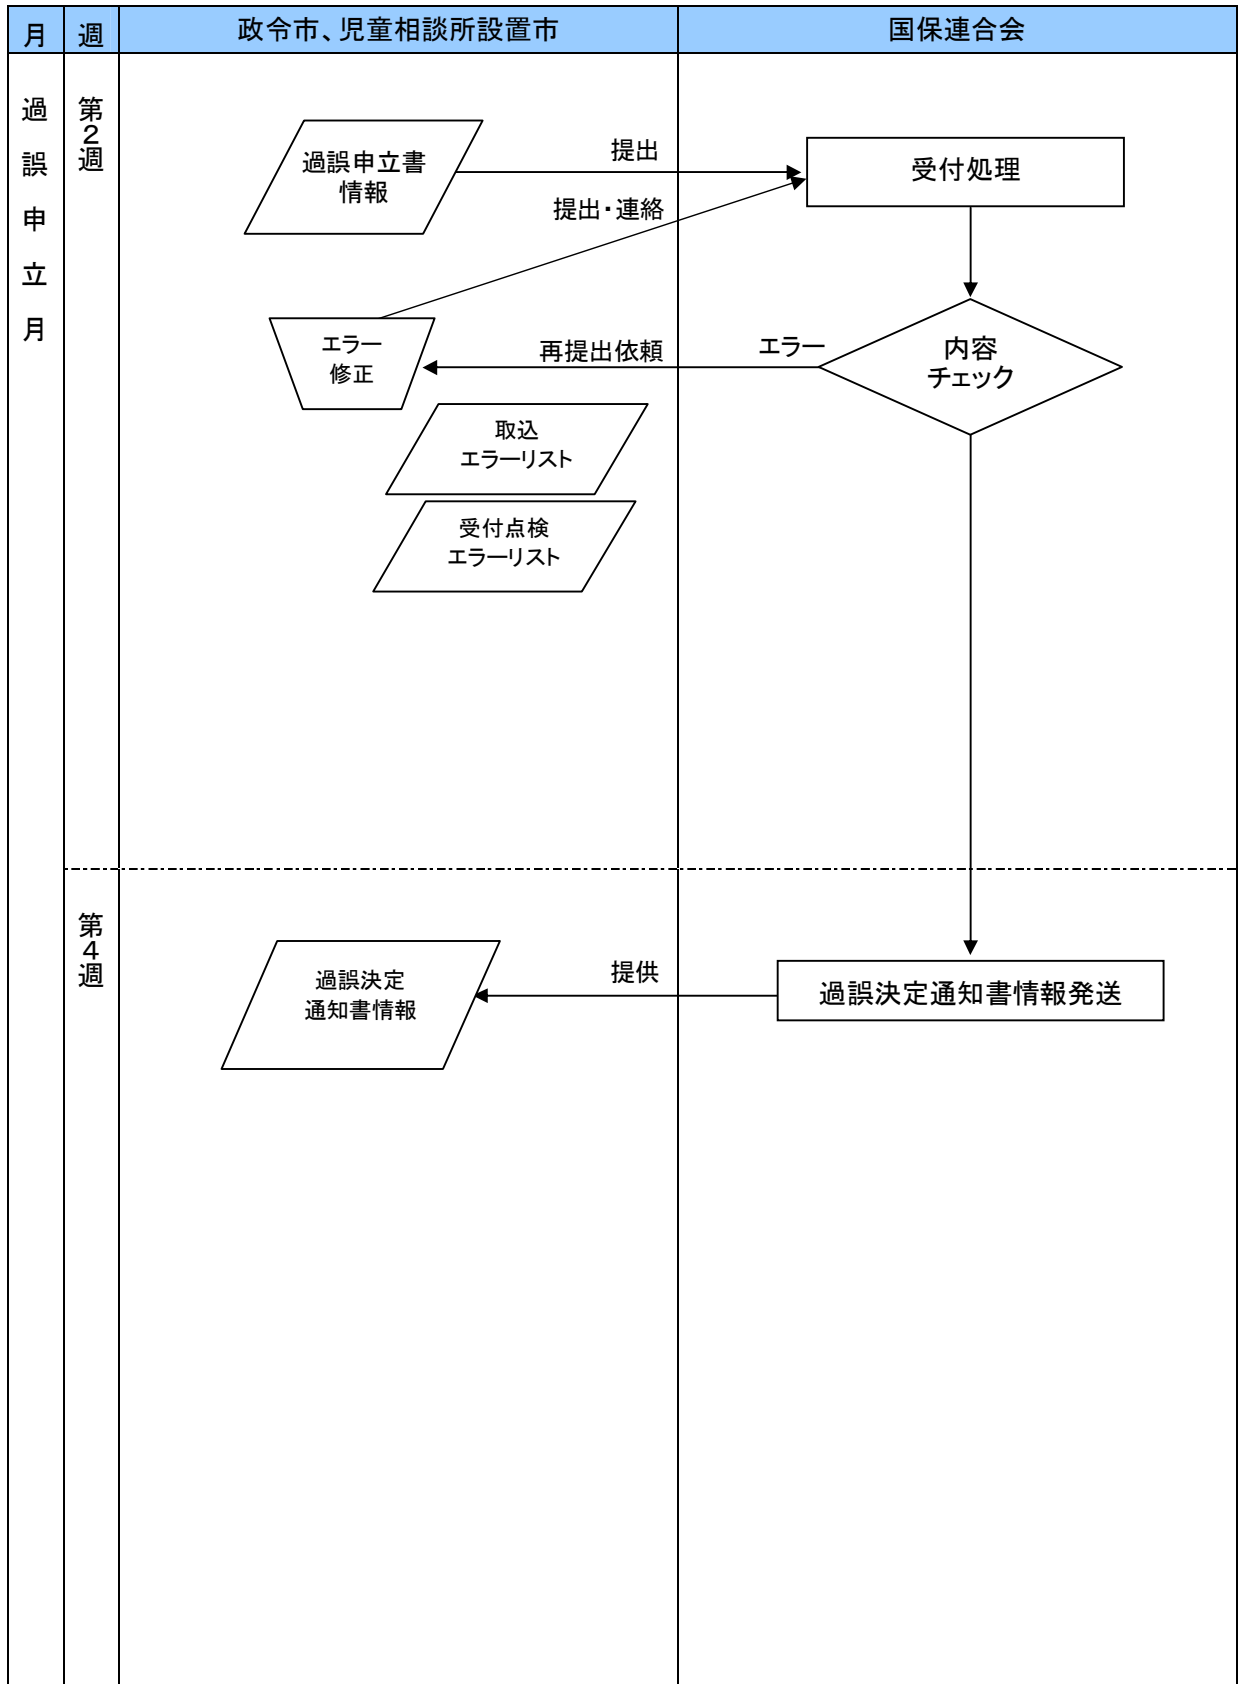 月 週 政令市、児童相談所設置市 国保連合会
過誤申立月
第2週
過誤申立書
情報
提出
受付処理
提出・連絡
エラー
修正
再提出依頼
エラー
内容
チェック
取込
エラーリスト
受付点検
エラーリスト
第4週
過誤決定
通知書情報
提供
過誤決定通知書情報発送